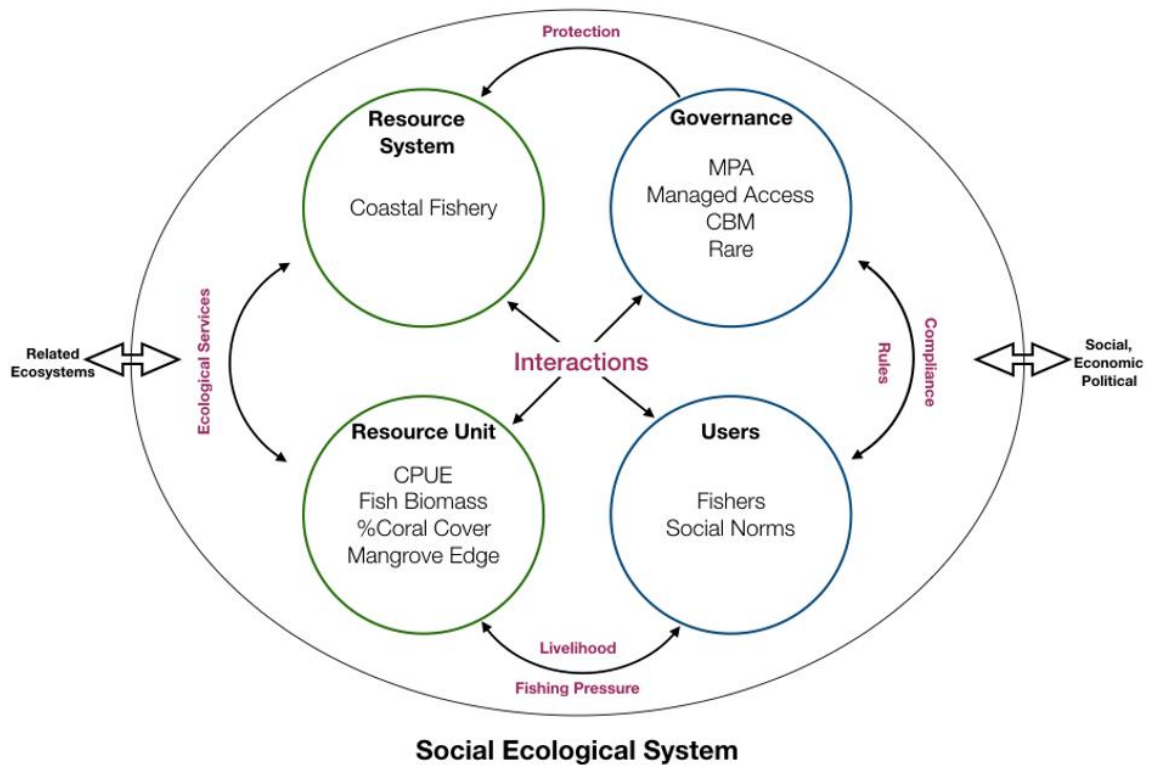 Protection
Resource
System
Coastal Fishery
Governance
MPA
Managed Access
CBM
Rare
Ecological Services
Related
Ecosystems
Interactions
Rules
Compliance
Social,
Economic
Political
Resource Unit
CPUE
Fish Biomass
%Coral Cover
Mangrove Edge
Users
Fishers
Social Norms
Livelihood
Fishing Pressure
Social Ecological System